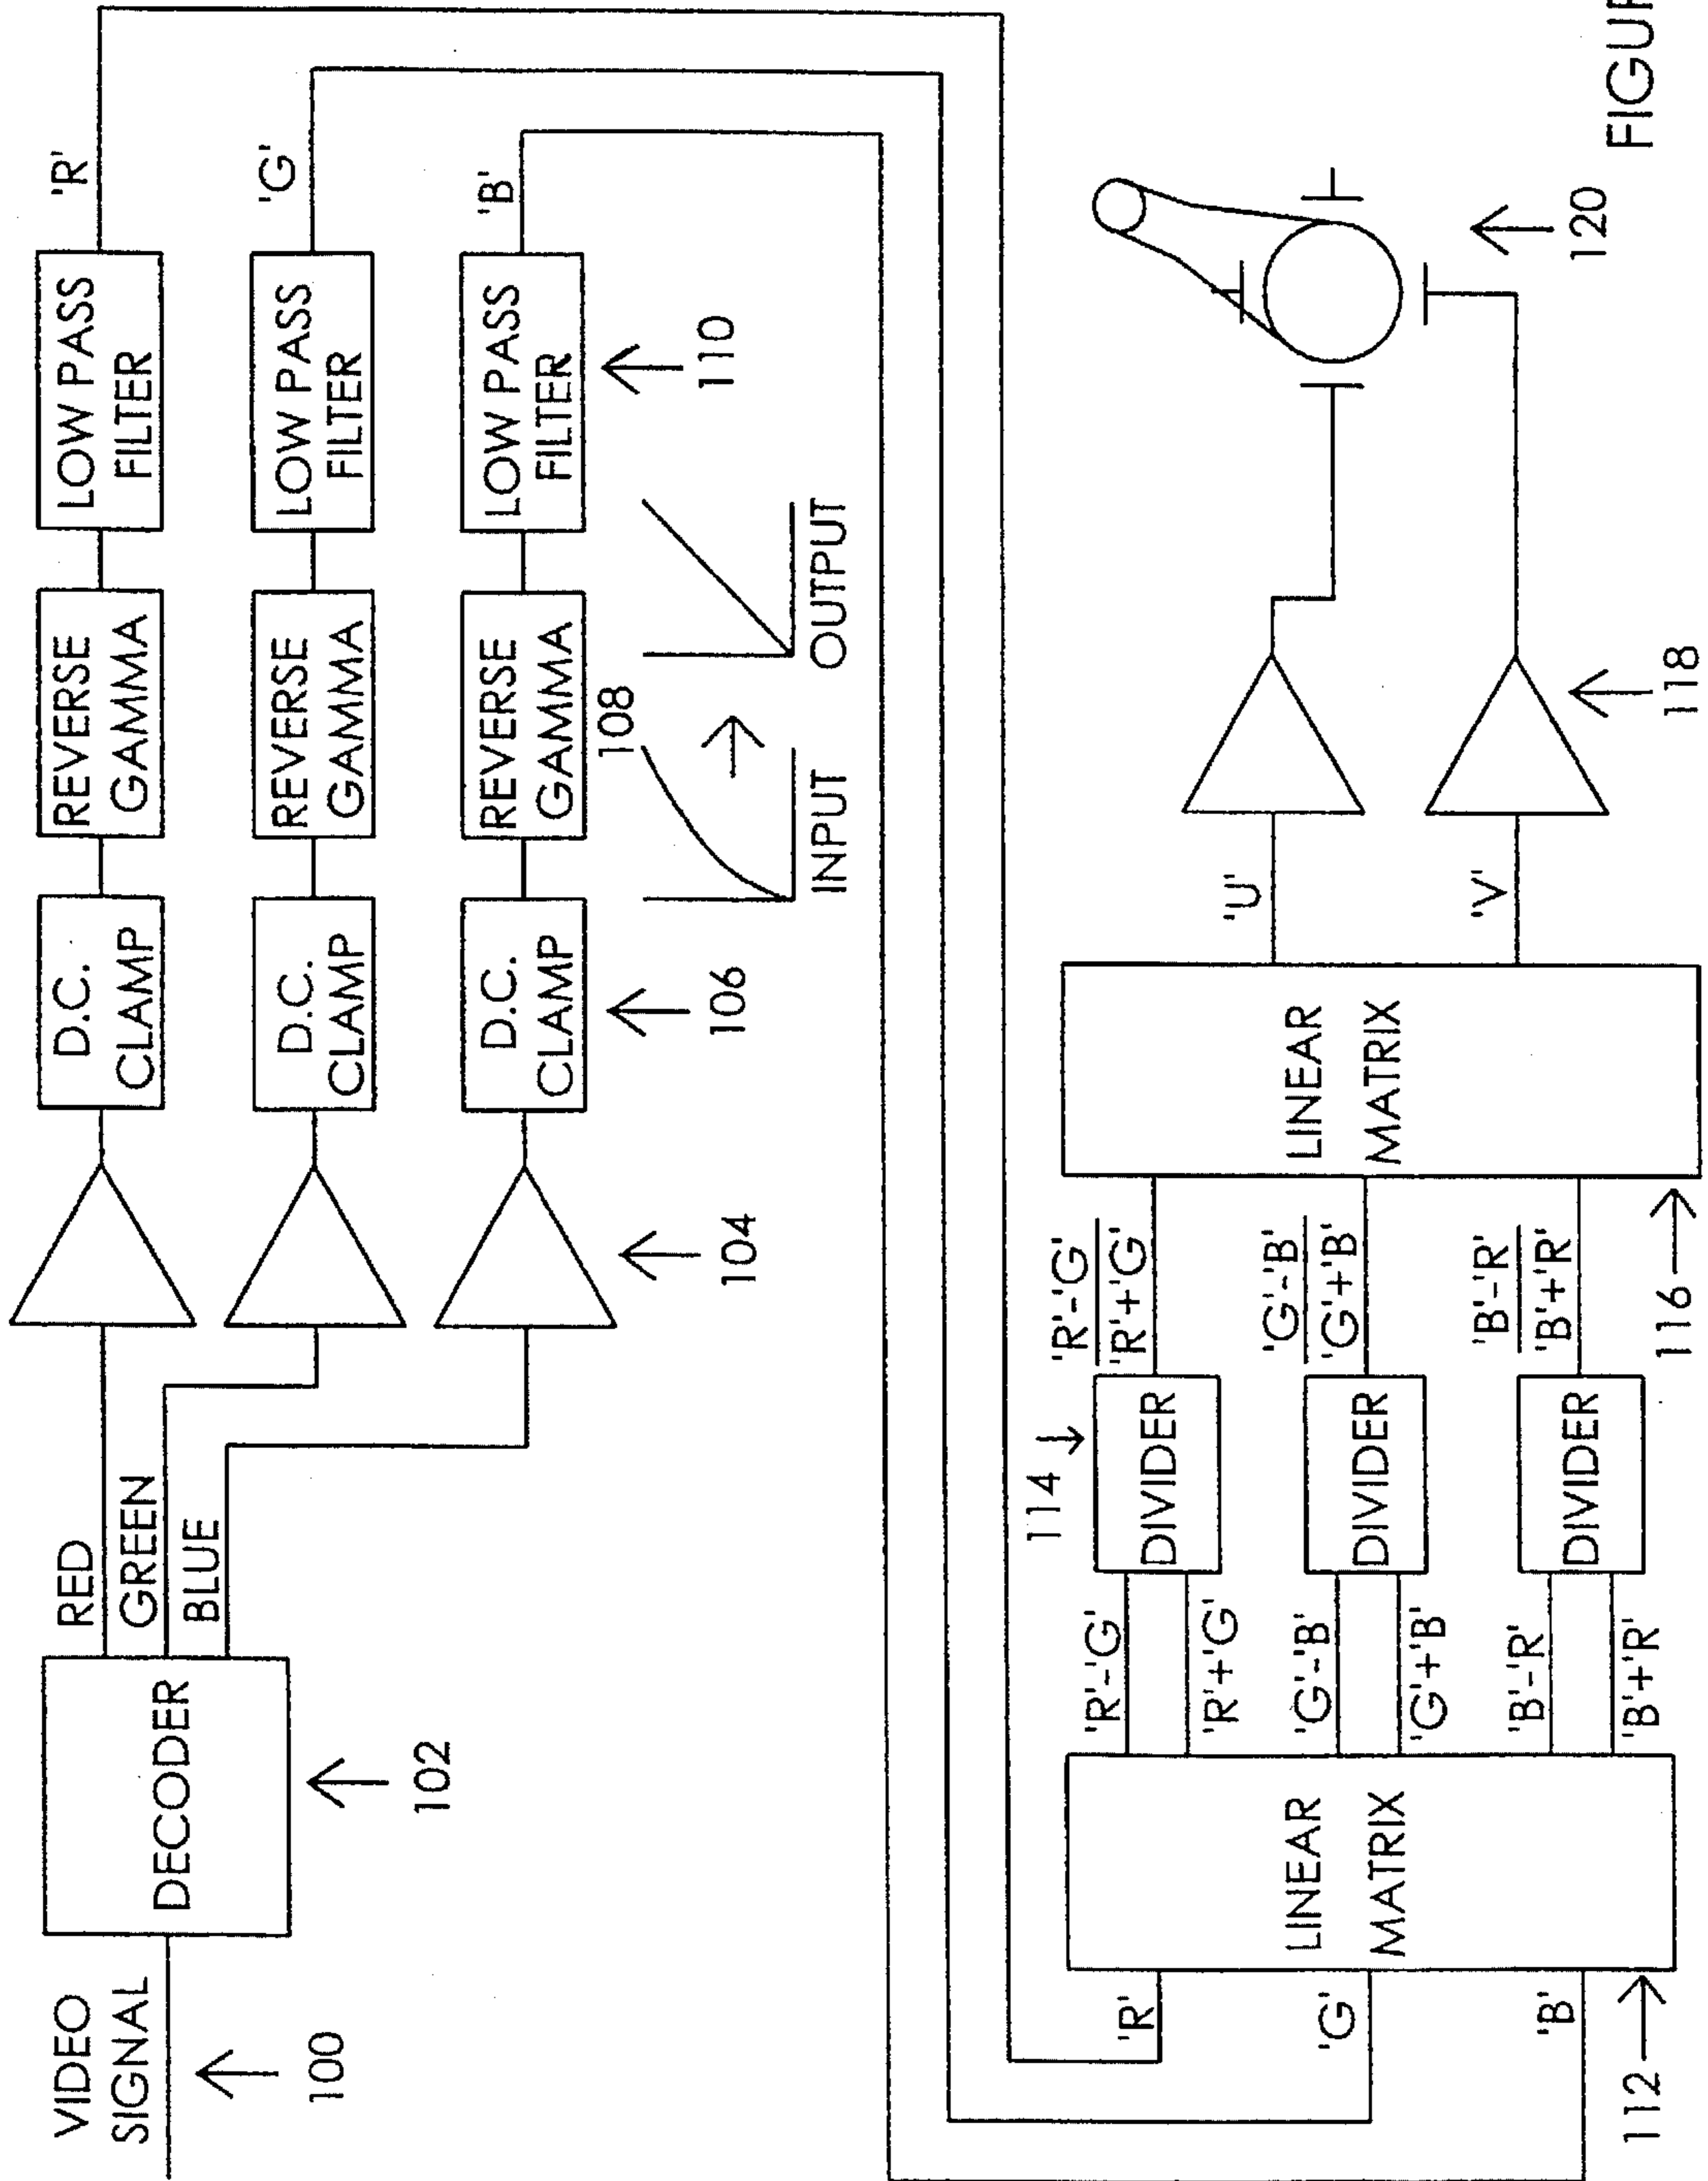 VIDEO
SIGNAL
100
DECODER
102
RED
GREEN
BLUE
104
D.C.
CLAMP
D.C.
CLAMP
D.C.
CLAMP
106
REVERSE
GAMMA
REVERSE
GAMMA
REVERSE
GAMMA
108
INPUT
OUTPUT
LOW PASS
FILTER
LOW PASS
FILTER
LOW PASS
FILTER
110
'R'
'G'
'B'
'R'
'G'
'B'
112
LINEAR
MATRIX
'R'-'G'
'R'+'G'
'G'-'B'
'G'+'B'
'B'-'R'
'B'+'R'
114
DIVIDER
DIVIDER
DIVIDER
'R'-'G'
'R'+'G'
'G'-'B'
'G'+'B'
'B'-'R'
'B'+'R'
116
LINEAR
MATRIX
'U'
'V'
118
120